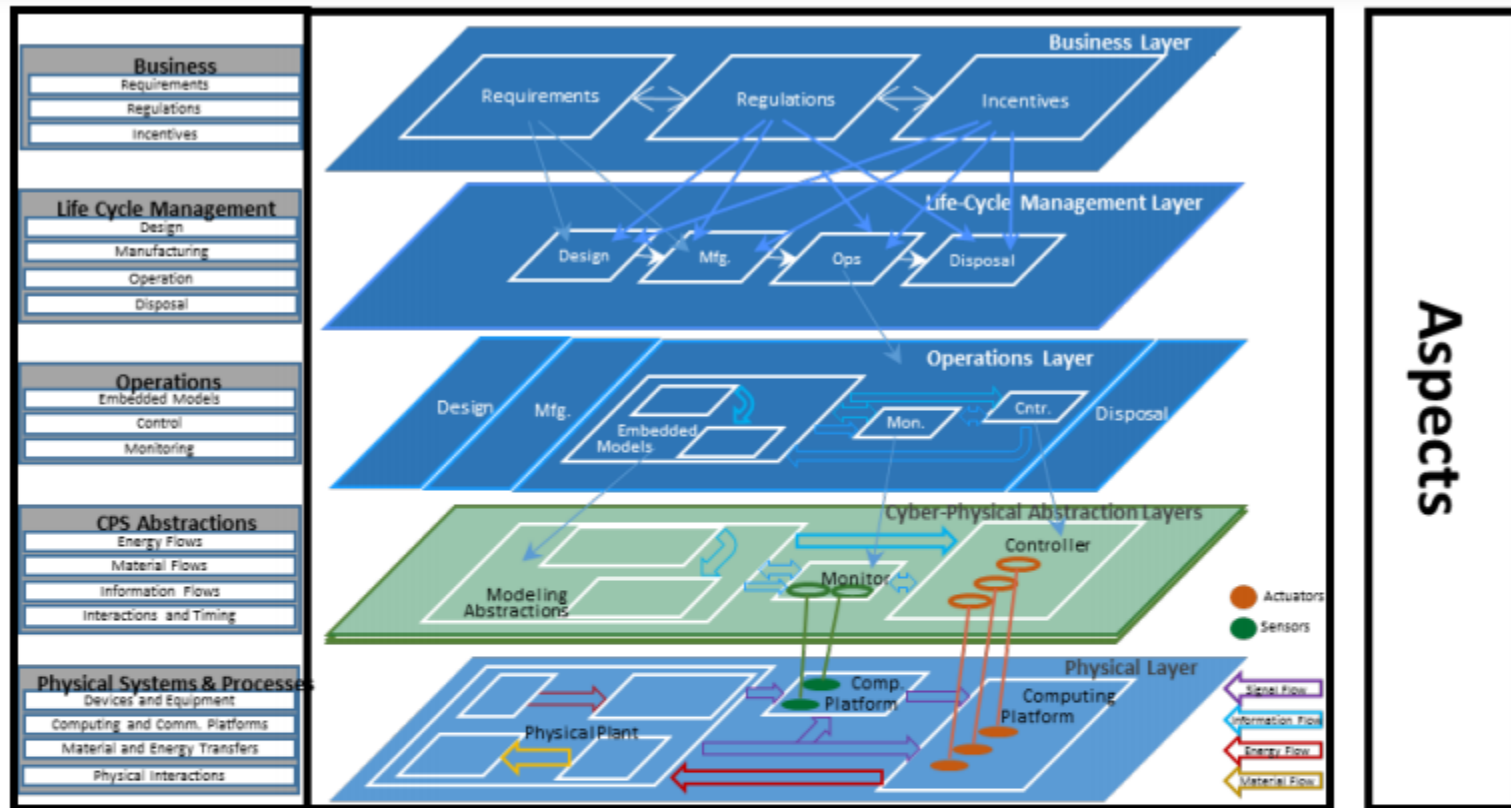 Business
Requirements
Regulations
Incentives
Life Cycle Management
Design
Manufacturing
Operation
Disposal
Operations
Embedded Models
Control
Monitoring
CPS Abstractions
Energy Flows
Material Flows
Information Flows
Interactions and Timing
Physical Systems & Processes
Devices and Equipment
Computing and Comm. Platforms
Material and Energy Transfers
Physical Interactions
Business Layer
Requirements
Regulations
Incentives
Life-Cycle Management Layer
Design
Mfg.
Ops
Disposal
Operations Layer
Design
Mfg.
Embedded
Models
Mon.
Cntr.
Disposal
Cyber-Physical Abstraction Layers
Modeling
Abstractions
Monitor
Controller
Actuators
Sensors
Physical Layer
Physical Plant
Comp.
Platform
Computing
Platform
Signal Flow
Information Flow
Energy Flow
Material Flow
Aspects